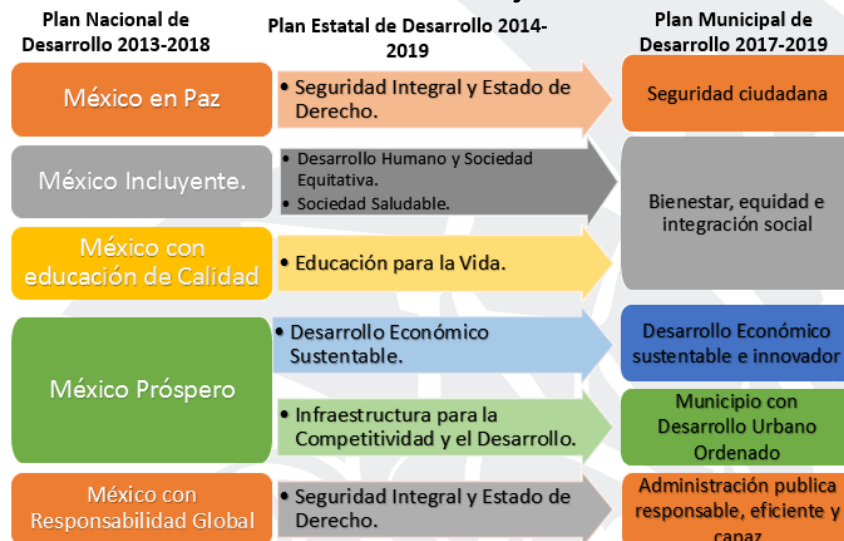 Plan Nacional de
Desarrollo 2013-2018
Plan Estatal de Desarrollo 2014-
2019
Plan Municipal de
Desarrollo 2017-2019
México en Paz
• Seguridad Integral y Estado de
Derecho.
Seguridad ciudadana
México Incluyente.
• Desarrollo Humano y Sociedad
Equitativa.
• Sociedad Saludable.
Bienestar, equidad e
integración social
México con
educación de Calidad
• Educación para la Vida.
México Próspero
• Desarrollo Económico
Sustentable.
Desarrollo Económico
sustentable e innovador
• Infraestructura para la
Competitividad y el Desarrollo.
Municipio con
Desarrollo Urbano
Ordenado
México con
Responsabilidad Global
• Seguridad Integral y Estado de
Derecho.
Administración publica
responsable, eficiente y
capaz